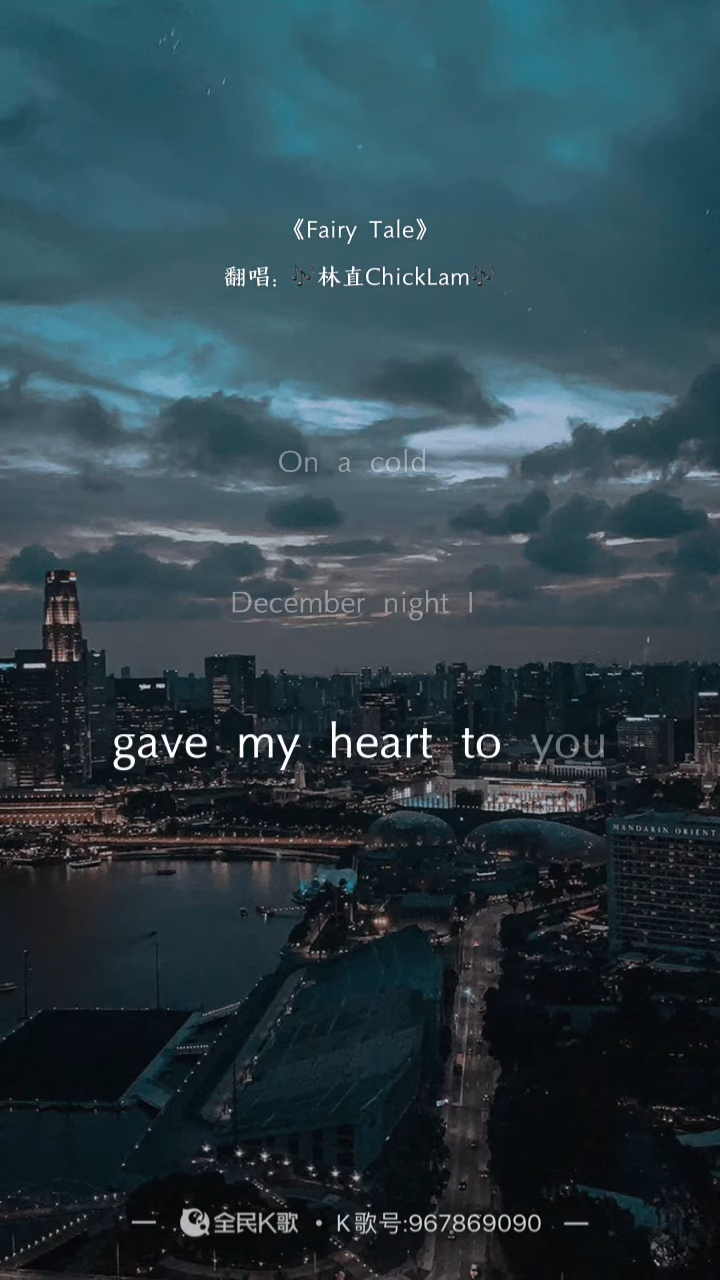 《Fairy Tale》
翻唱：🎶林直ChickLam🎶
On a cold
December night I
gave my heart to you
MANDARIN ORIENT
全民K歌 • K歌号:967869090